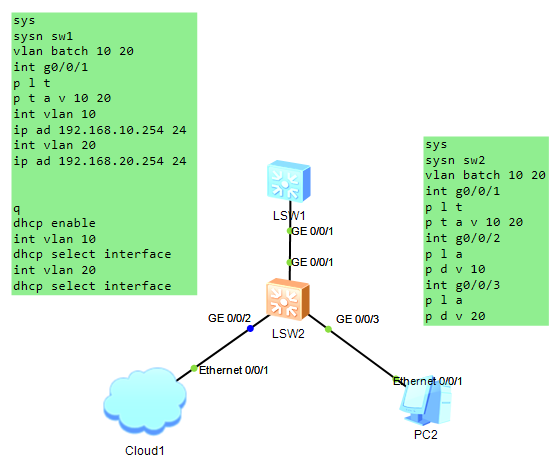 sys
sysn sw1
vlan batch 10 20
int g0/0/1
p l t
p t a v 10 20
int vlan 10
ip ad 192.168.10.254 24
int vlan 20
ip ad 192.168.20.254 24
q
dhcp enable
int vlan 10
dhcp select interface
int vlan 20
dhcp select interface
sys
sysn sw2
vlan batch 10 20
int g0/0/1
p l t
p t a v 10 20
int g0/0/2
p l a
p d v 10
int g0/0/3
p l a
p d v 20
LSW1
GE 0/0/1
GE 0/0/1
GE 0/0/2
GE 0/0/3
LSW2
Ethernet 0/0/1
Ethernet 0/0/1
Cloud1
PC2